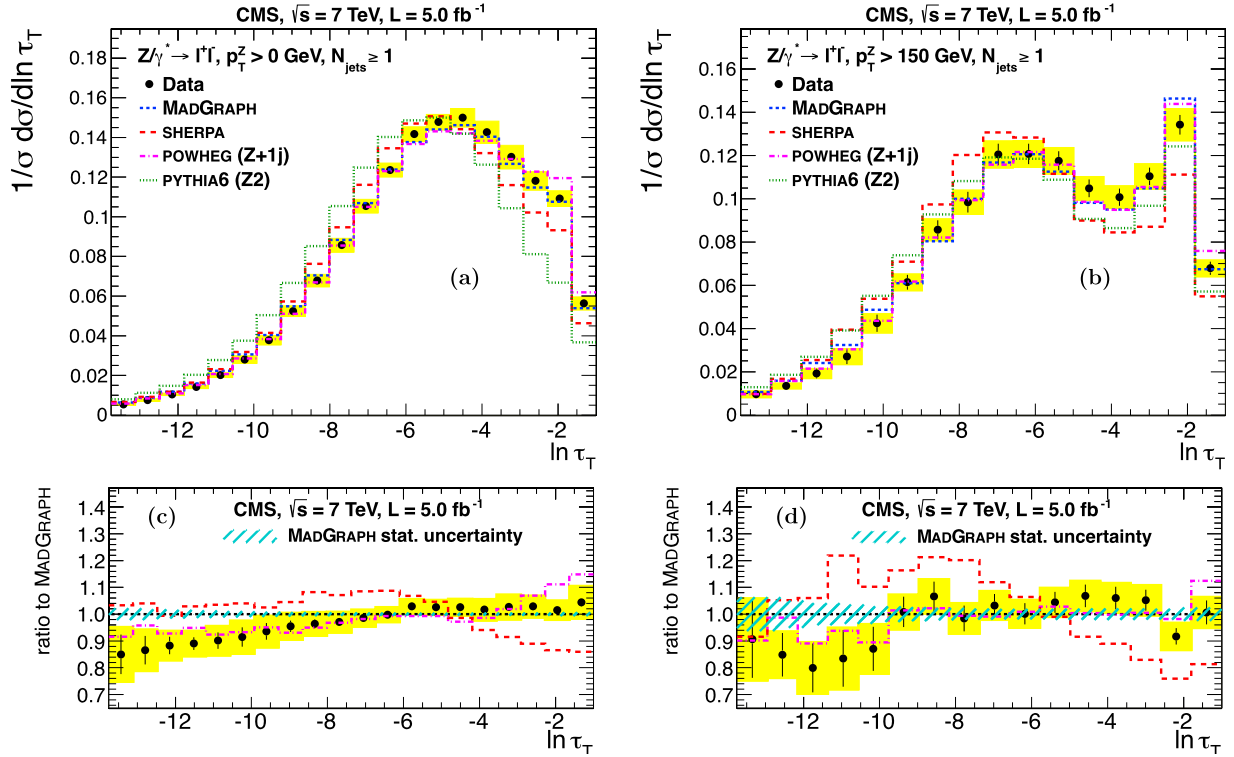 CMS, √s = 7 TeV, L = 5.0 fb⁻¹
Z/γ* → l⁺l⁻, p_T^Z > 0 GeV, N_jets ≥ 1
Data
MADGRAPH
SHERPA
POWHEG (Z+1j)
PYTHIA6 (Z2)
1/σ dσ/dln τ_T
0.18
0.16
0.14
0.12
0.1
0.08
0.06
0.04
0.02
0
(a)
-12 -10 -8 -6 -4 -2
ln τ_T
CMS, √s = 7 TeV, L = 5.0 fb⁻¹
Z/γ* → l⁺l⁻, p_T^Z > 150 GeV, N_jets ≥ 1
Data
MADGRAPH
SHERPA
POWHEG (Z+1j)
PYTHIA6 (Z2)
1/σ dσ/dln τ_T
0.16
0.14
0.12
0.1
0.08
0.06
0.04
0.02
0
(b)
-12 -10 -8 -6 -4 -2
ln τ_T
(c)
CMS, √s = 7 TeV, L = 5.0 fb⁻¹
MADGRAPH stat. uncertainty
ratio to MADGRAPH
1.4
1.3
1.2
1.1
1.0
0.9
0.8
0.7
-12 -10 -8 -6 -4 -2
ln τ_T
(d)
CMS, √s = 7 TeV, L = 5.0 fb⁻¹
MADGRAPH stat. uncertainty
ratio to MADGRAPH
1.4
1.3
1.2
1.1
1.0
0.9
0.8
0.7
-12 -10 -8 -6 -4 -2
ln τ_T